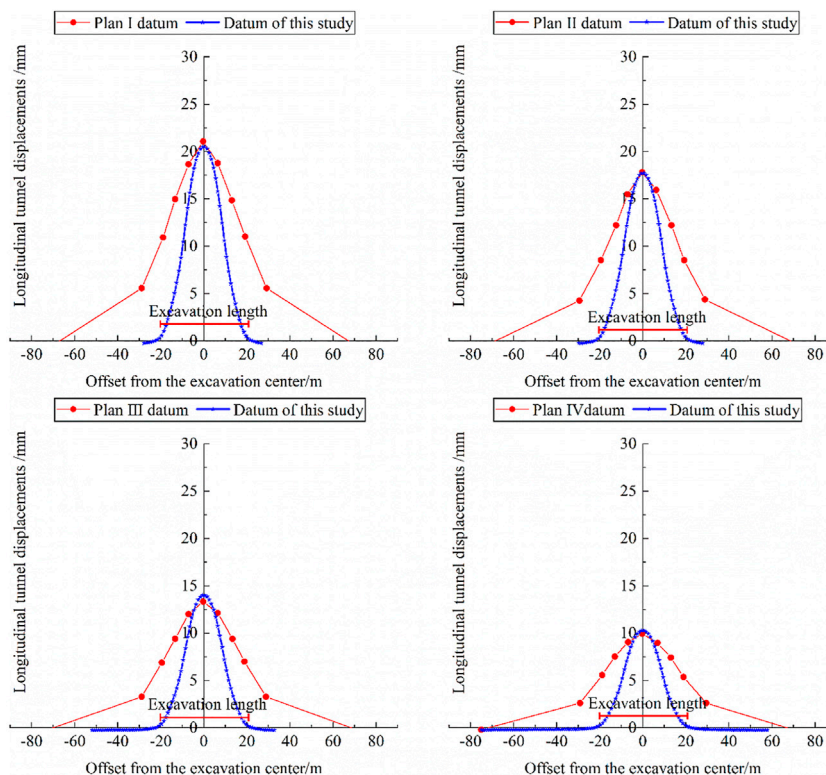 Plan I datum Datum of this study
Longitudinal tunnel displacements /mm
30
25
20
15
10
5
0
Excavation length
-80 -60 -40 -20 0 20 40 60 80
Offset from the excavation center/m
Plan II datum Datum of this study
Longitudinal tunnel displacements /mm
30
25
20
15
10
5
0
Excavation length
-80 -60 -40 -20 0 20 40 60 80
Offset from the excavation center/m
Plan III datum Datum of this study
Longitudinal tunnel displacements /mm
30
25
20
15
10
5
0
Excavation length
-80 -60 -40 -20 0 20 40 60 80
Offset from the excavation center/m
Plan IVdatum Datum of this study
Longitudinal tunnel displacements /mm
30
25
20
15
10
5
0
Excavation length
-80 -60 -40 -20 0 20 40 60 80
Offset from the excavation center/m